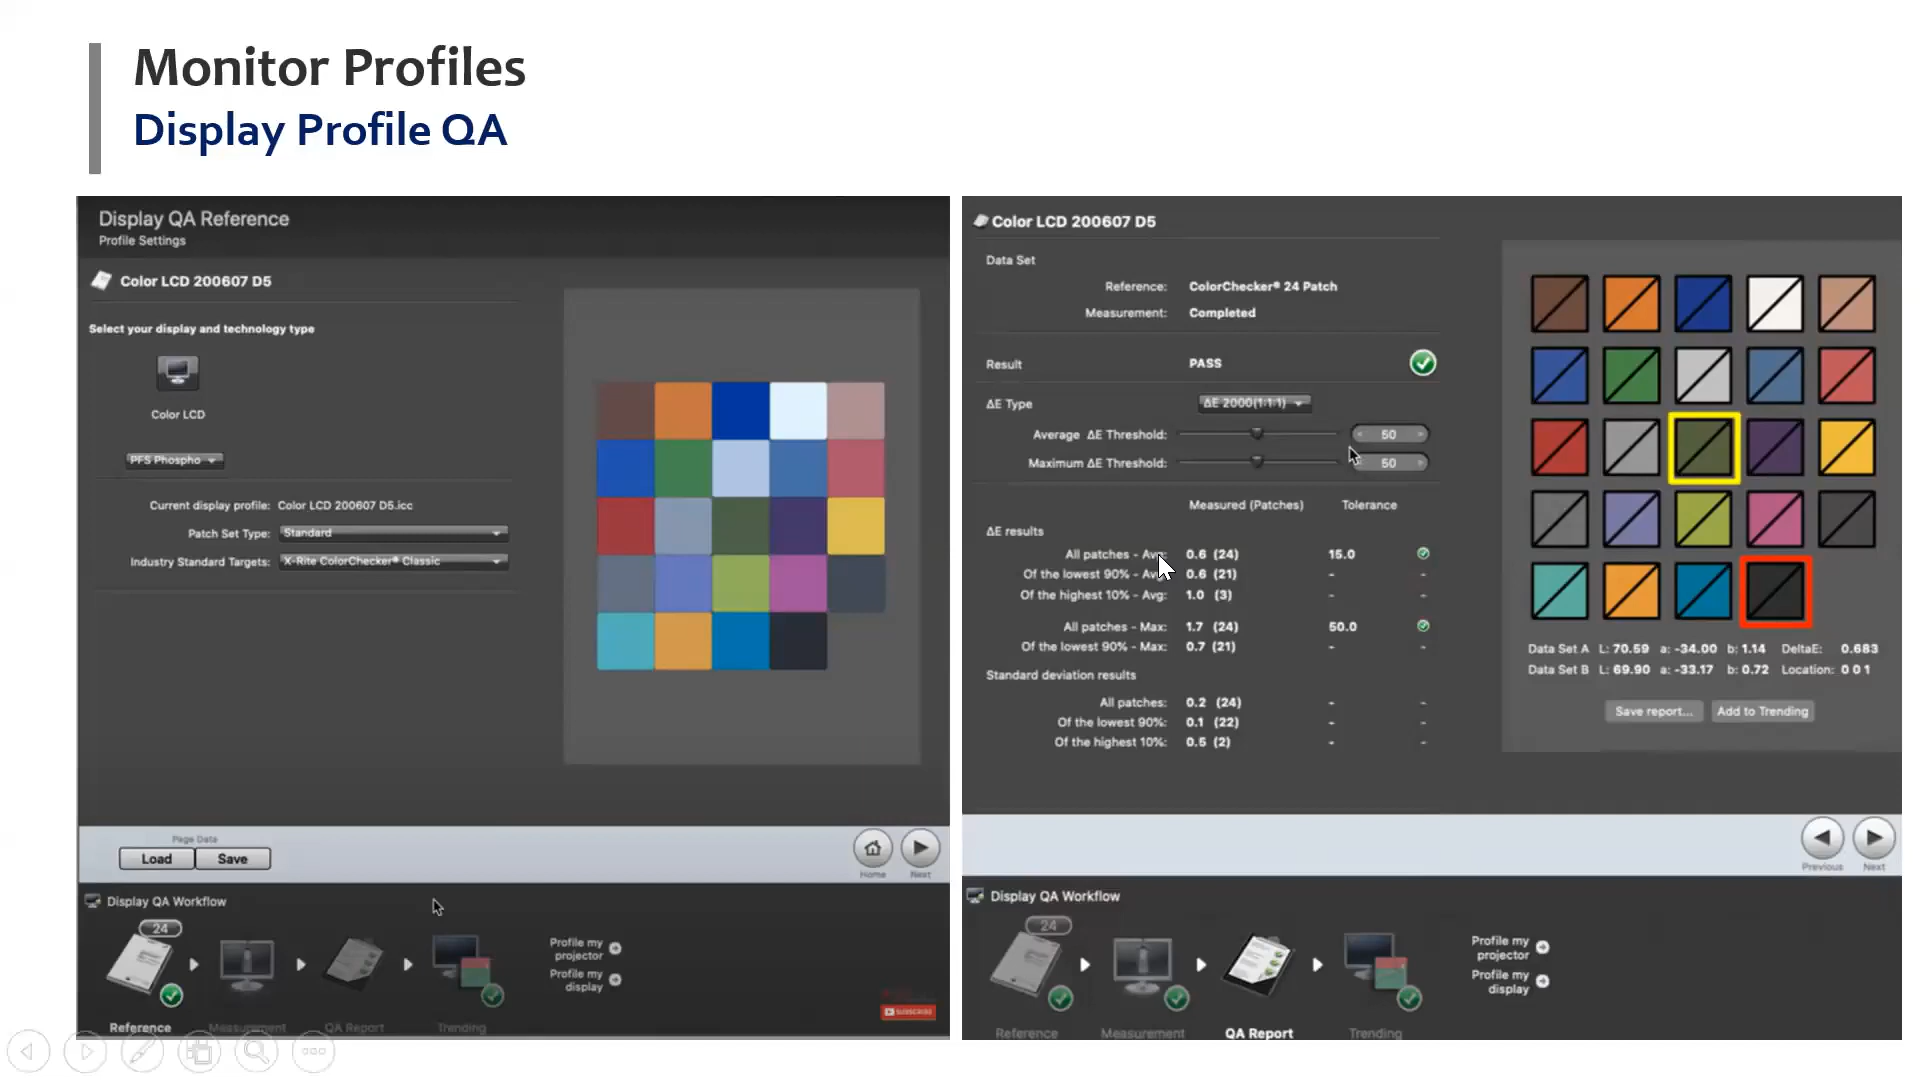 Monitor Profiles
Display Profile QA
Display QA Reference
Profile Settings
Color LCD 200607 D5
Select your display and technology type
Color LCD
PFS Phospho
Current display profile: Color LCD 200607 D5.icc
Patch Set Type: Standard
Industry Standard Targets: X-Rite ColorChecker® Classic
Page Data
Load Save
Home Next
Display QA Workflow
24
Profile my projector
Profile my display
Reference Measurement QA Report Trending
SUBSCRIBE
Color LCD 200607 D5
Data Set
Reference: ColorChecker® 24 Patch
Measurement: Completed
Result PASS
ΔE Type ΔE 2000(1:1:1)
Average ΔE Threshold: 50
Maximum ΔE Threshold: 50
Measured (Patches) Tolerance
ΔE results
All patches - Avg: 0.6 (24) 15.0
Of the lowest 90% - Avg: 0.6 (21) - -
Of the highest 10% - Avg: 1.0 (3) - -
All patches - Max: 1.7 (24) 50.0
Of the lowest 90% - Max: 0.7 (21) - -
Standard deviation results
All patches: 0.2 (24) - -
Of the lowest 90%: 0.1 (22) - -
Of the highest 10%: 0.5 (2) - -
Data Set A L: 70.59 a: -34.00 b: 1.14 DeltaE: 0.683
Data Set B L: 69.90 a: -33.17 b: 0.72 Location: 0 0 1
Save report... Add to Trending
Previous Next
Display QA Workflow
24
Profile my projector
Profile my display
Reference Measurement QA Report Trending